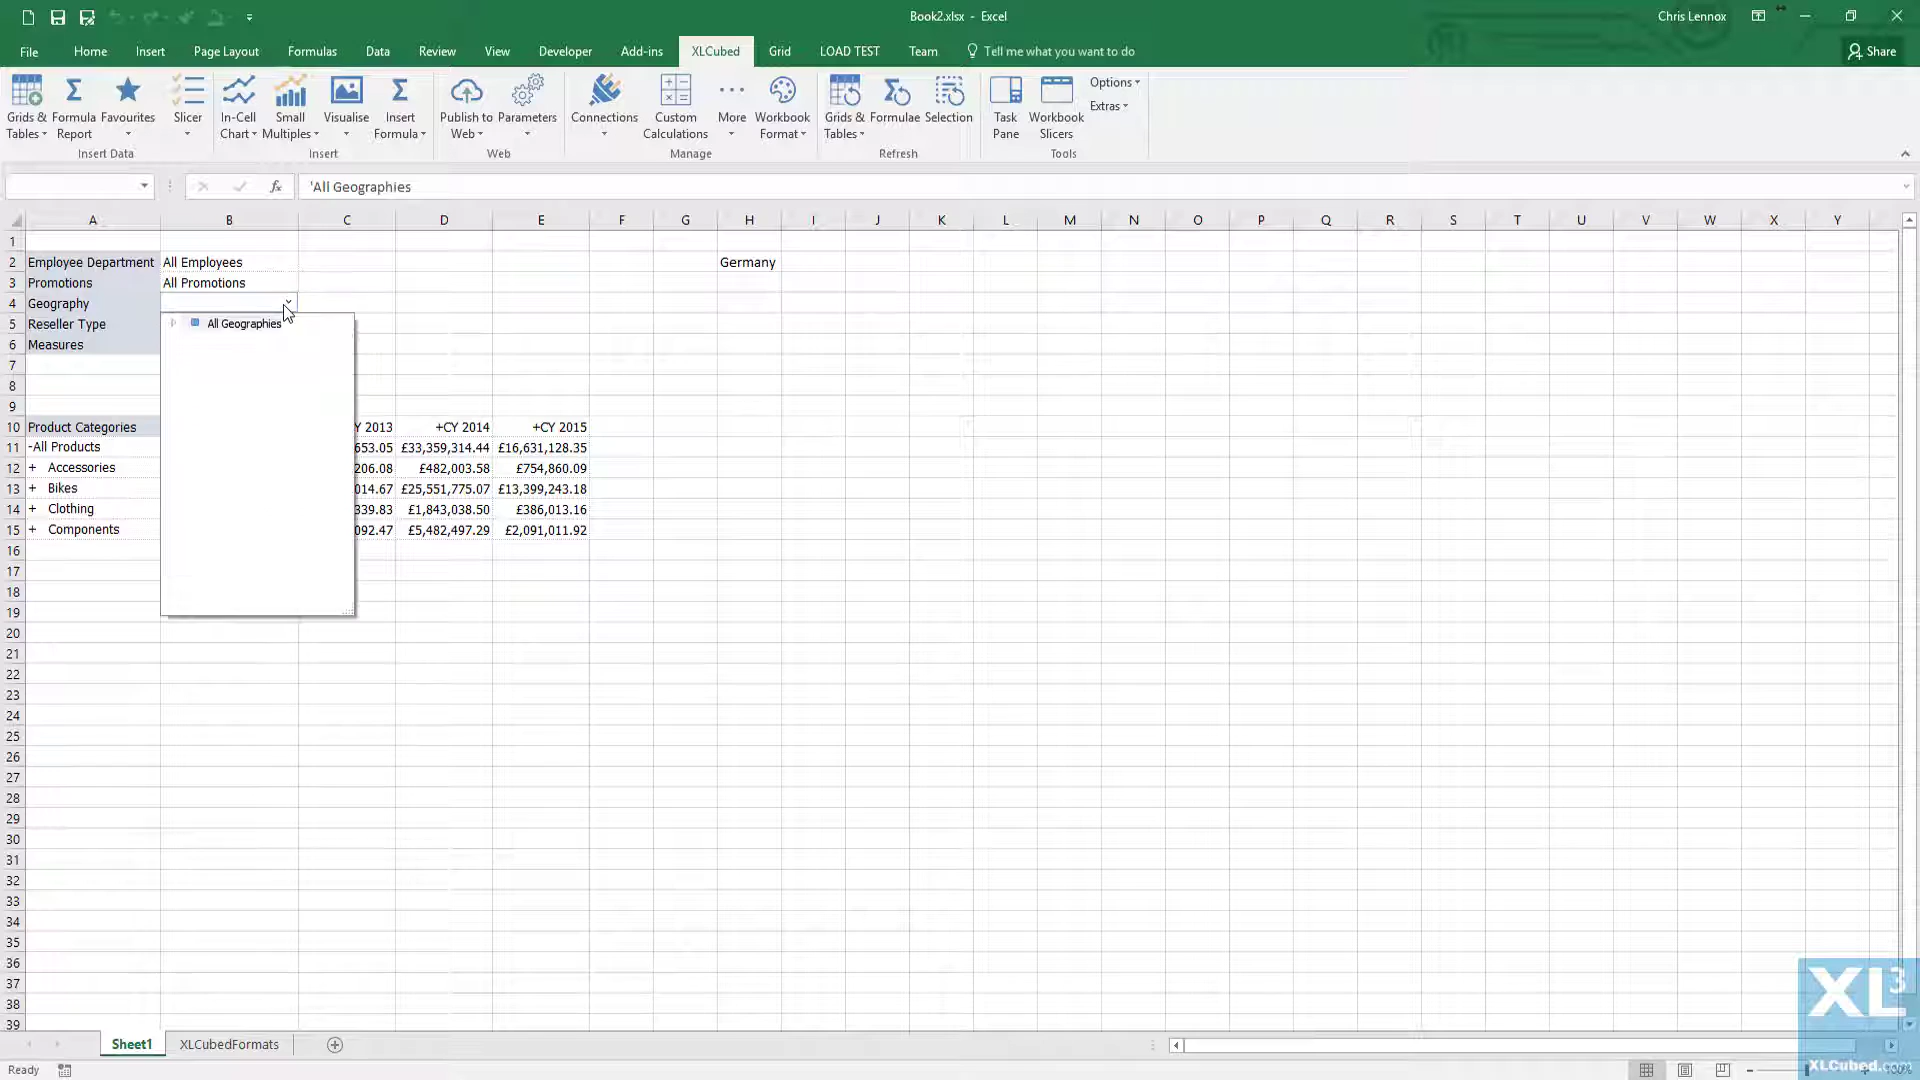 Book2.xlsx - Excel
Chris Lennox
File Home Insert Page Layout Formulas Data Review View Developer Add-ins XLCubed Grid LOAD TEST Team Tell me what you want to do Share
Grids & Tables
Formula Report
Favourites
Slicer
In-Cell Chart
Small Multiples
Visualise
Insert Formula
Publish to Web
Parameters
Connections
Custom Calculations
More
Workbook Format
Grids & Tables
Formulae
Selection
Task Pane
Workbook Slicers
Options
Extras
Insert Data Insert Web Manage Refresh Tools
fx 'All Geographies
A B C D E F G H I J K L M N O P Q R S T U V W X Y
1
2 Employee Department All Employees Germany
3 Promotions All Promotions
4 Geography
5 Reseller Type All Geographies
6 Measures
7
8
9
10 Product Categories Y 2013 +CY 2014 +CY 2015
11 -All Products 653.05 £33,359,314.44 £16,631,128.35
12 + Accessories 206.08 £482,003.58 £754,860.09
13 + Bikes 014.67 £25,551,775.07 £13,399,243.18
14 + Clothing 339.83 £1,843,038.50 £386,013.16
15 + Components 092.47 £5,482,497.29 £2,091,011.92
16
17
18
19
20
21
22
23
24
25
26
27
28
29
30
31
32
33
34
35
36
37
38
39
Sheet1 XLCubedFormats
Ready
XL3
XLCubed.com